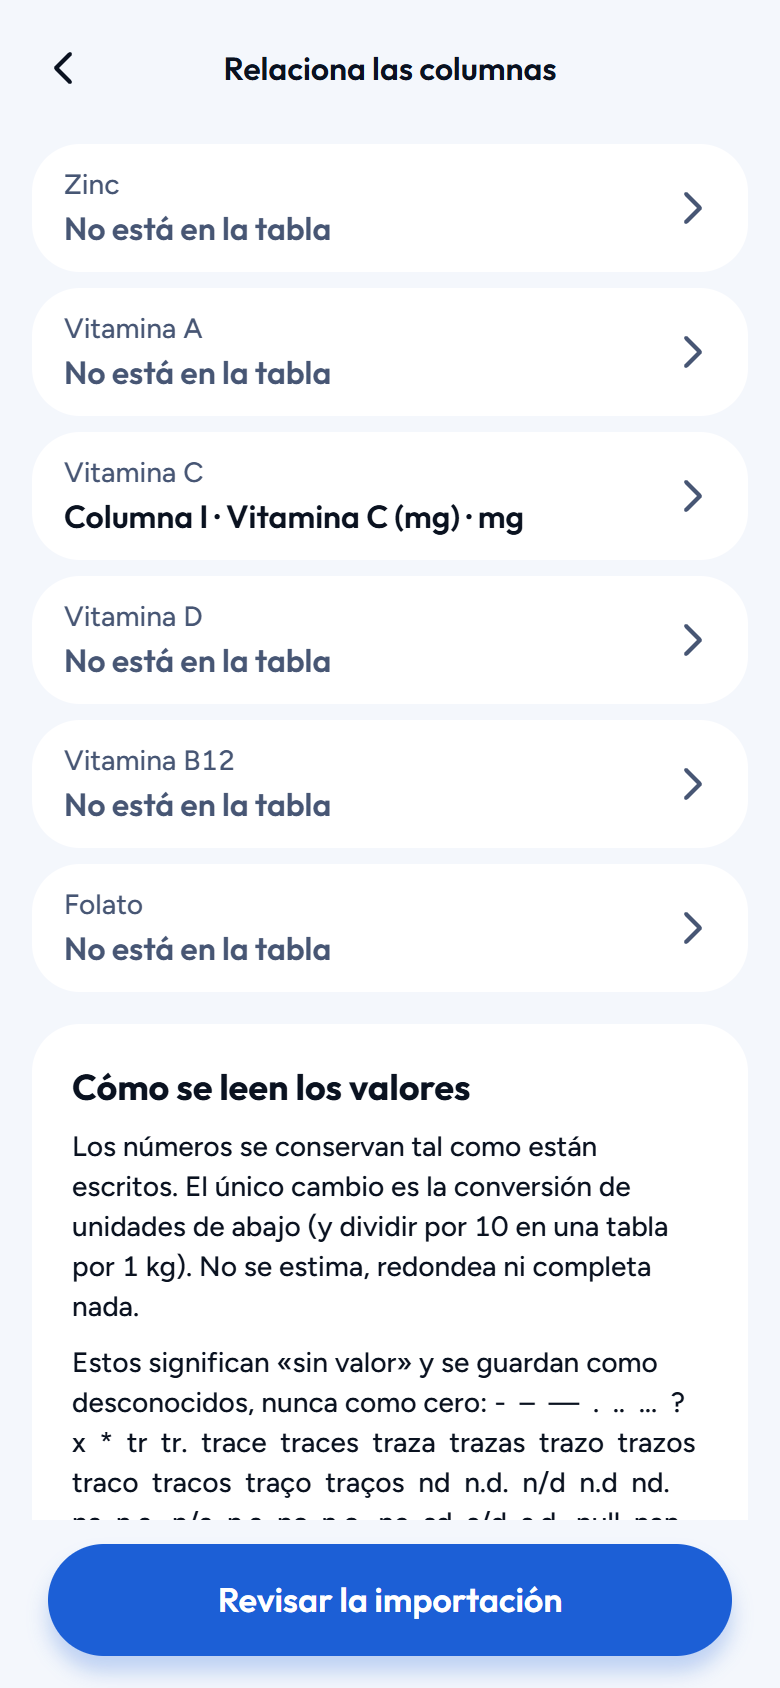 Relaciona las columnas
Zinc
No está en la tabla
Vitamina A
No está en la tabla
Vitamina C
Columna I · Vitamina C (mg) · mg
Vitamina D
No está en la tabla
Vitamina B12
No está en la tabla
Folato
No está en la tabla
Cómo se leen los valores
Los números se conservan tal como están
escritos. El único cambio es la conversión de
unidades de abajo (y dividir por 10 en una tabla
por 1 kg). No se estima, redondea ni completa
nada.
Estos significan «sin valor» y se guardan como
desconocidos, nunca como cero: - – — . .. ... ?
x * tr tr. trace traces traza trazas trazo trazos
traco tracos traço traços nd n.d. n/d n.d nd.
Revisar la importación